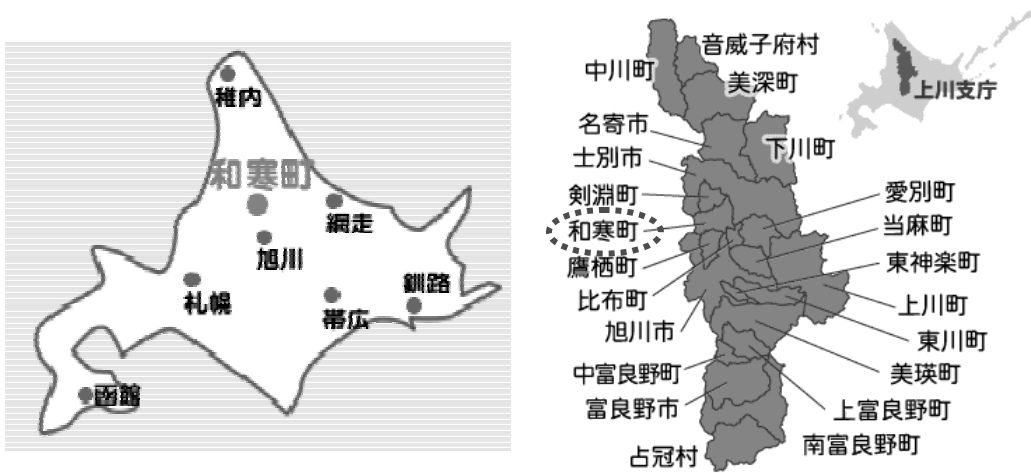 稚内
和寒町
網走
旭川
札幌
帯広
釧路
函館
音威子府村
中川町
美深町
上川支庁
名寄市
下川町
士別市
剣淵町
愛別町
和寒町
当麻町
鷹栖町
東神楽町
比布町
上川町
旭川市
東川町
中富良野町
美瑛町
富良野市
上富良野町
南富良野町
占冠村